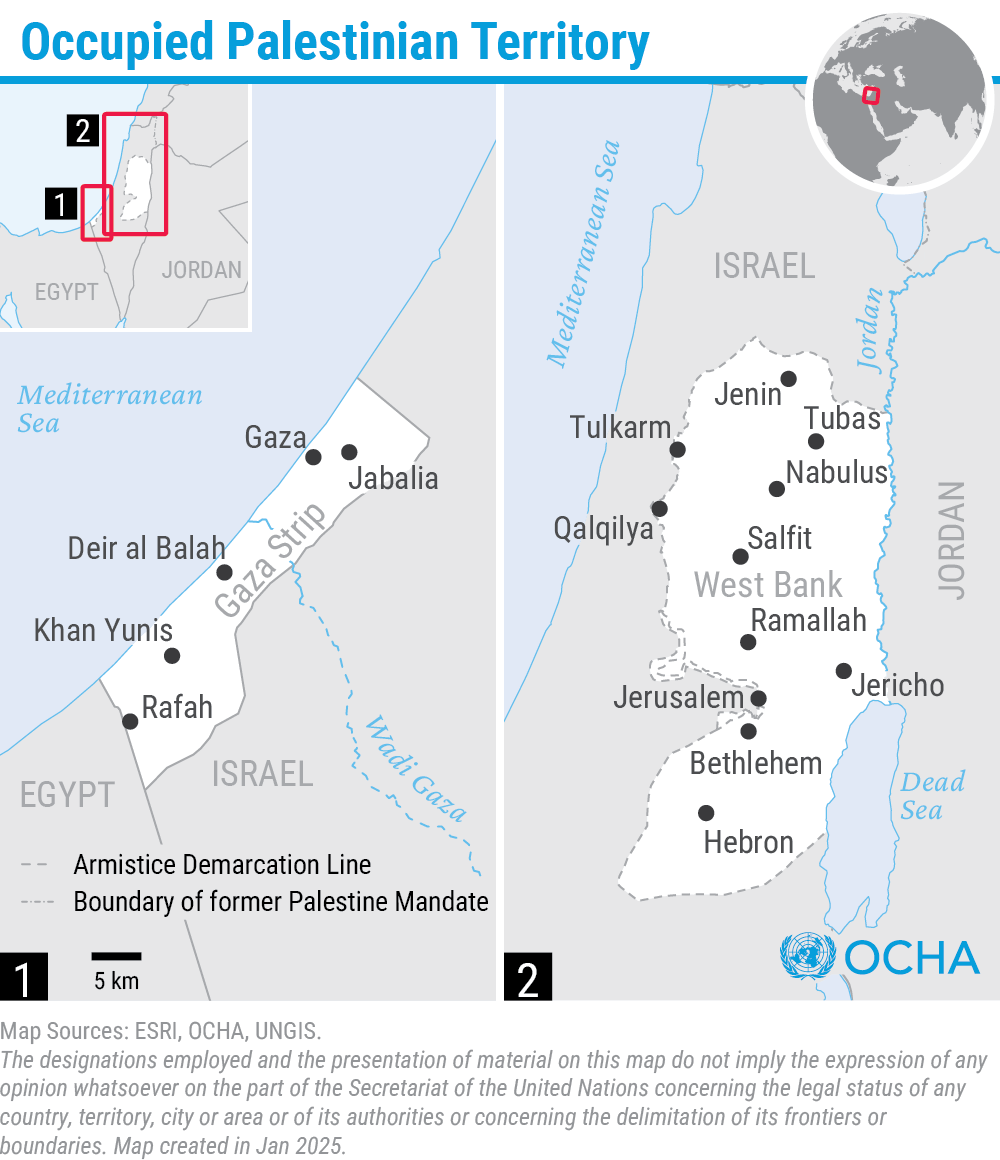 Occupied Palestinian Territory
2
1
JORDAN
EGYPT
Mediterranean
Sea
Gaza
Jabalia
Gaza Strip
Deir al Balah
Khan Yunis
Rafah
Wadi Gaza
ISRAEL
EGYPT
Armistice Demarcation Line
Boundary of former Palestine Mandate
1
5 km
Mediterranean Sea
ISRAEL
Jordan
Jenin
Tubas
Tulkarm
Nabulus
Qalqilya
Salfit
JORDAN
West Bank
Ramallah
Jericho
Jerusalem
Bethlehem
Dead
Sea
Hebron
2
OCHA
Map Sources: ESRI, OCHA, UNGIS.
The designations employed and the presentation of material on this map do not imply the expression of any
opinion whatsoever on the part of the Secretariat of the United Nations concerning the legal status of any
country, territory, city or area or of its authorities or concerning the delimitation of its frontiers or
boundaries. Map created in Jan 2025.